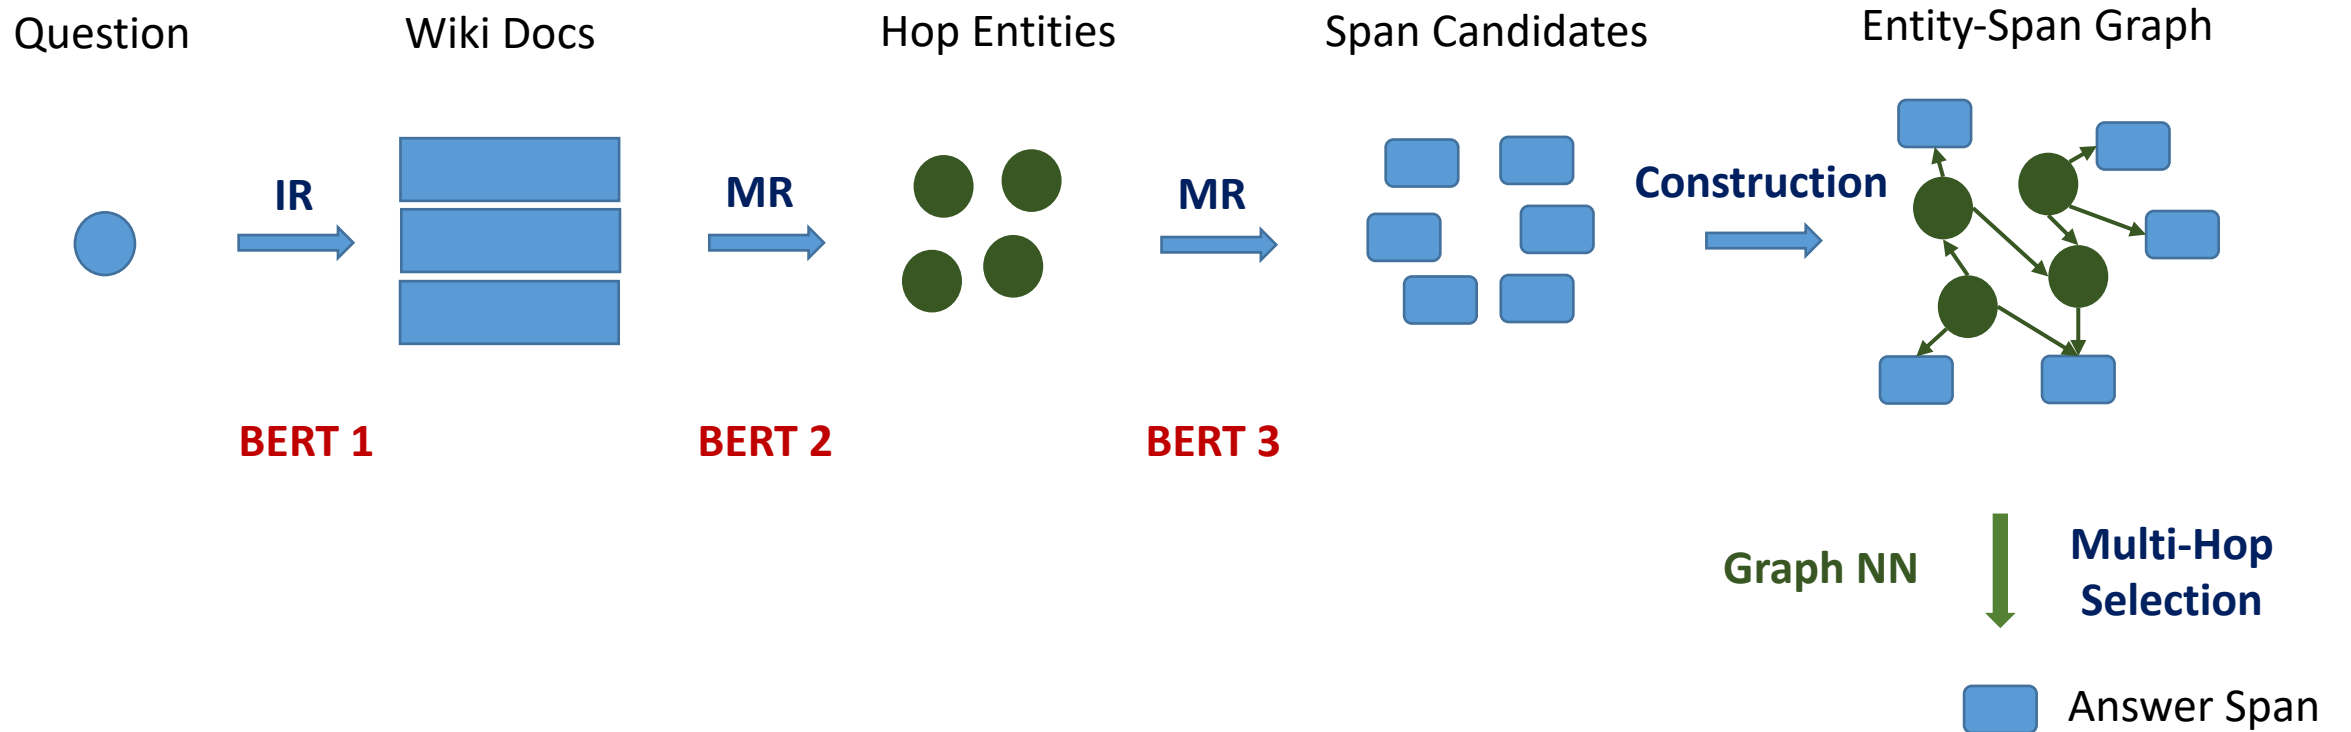 Question
Wiki Docs
Hop Entities
Span Candidates
Entity-Span Graph
IR
MR
MR
Construction
BERT 1
BERT 2
BERT 3
Graph NN
Multi-Hop
Selection
Answer Span